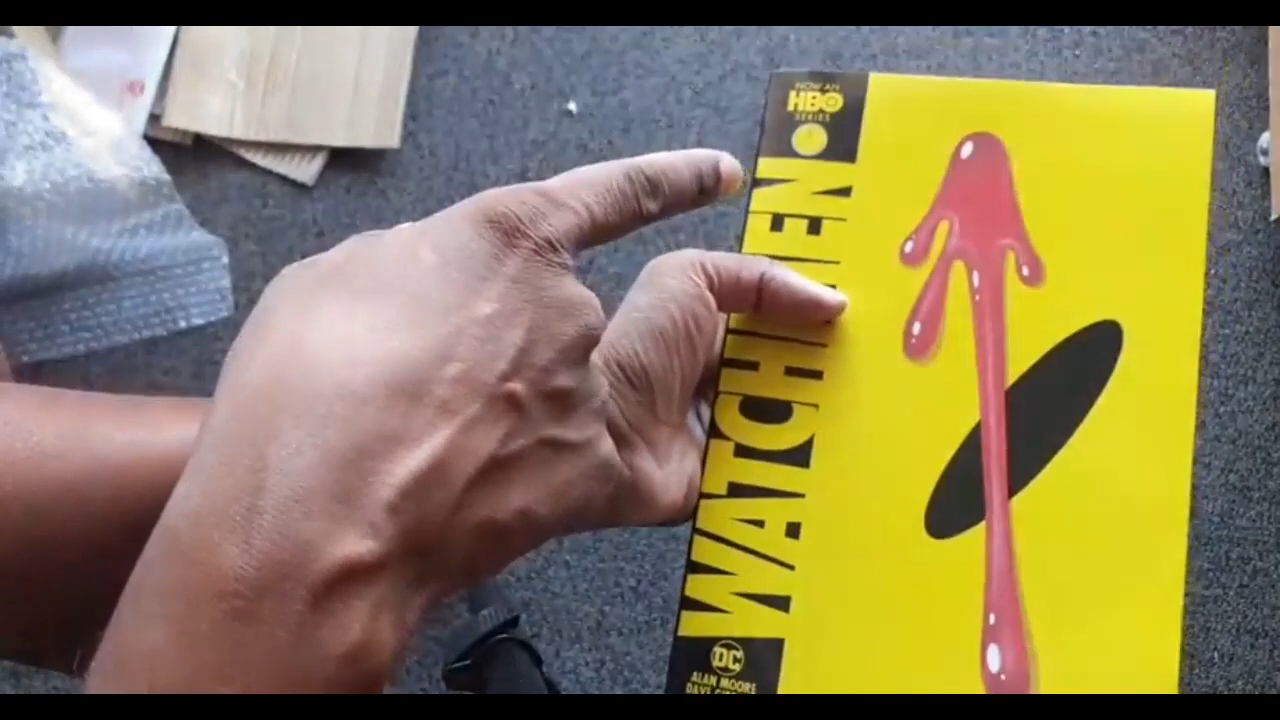 NOW AN
HBO
SERIES
WATCHMEN
DC
ALAN MOORE